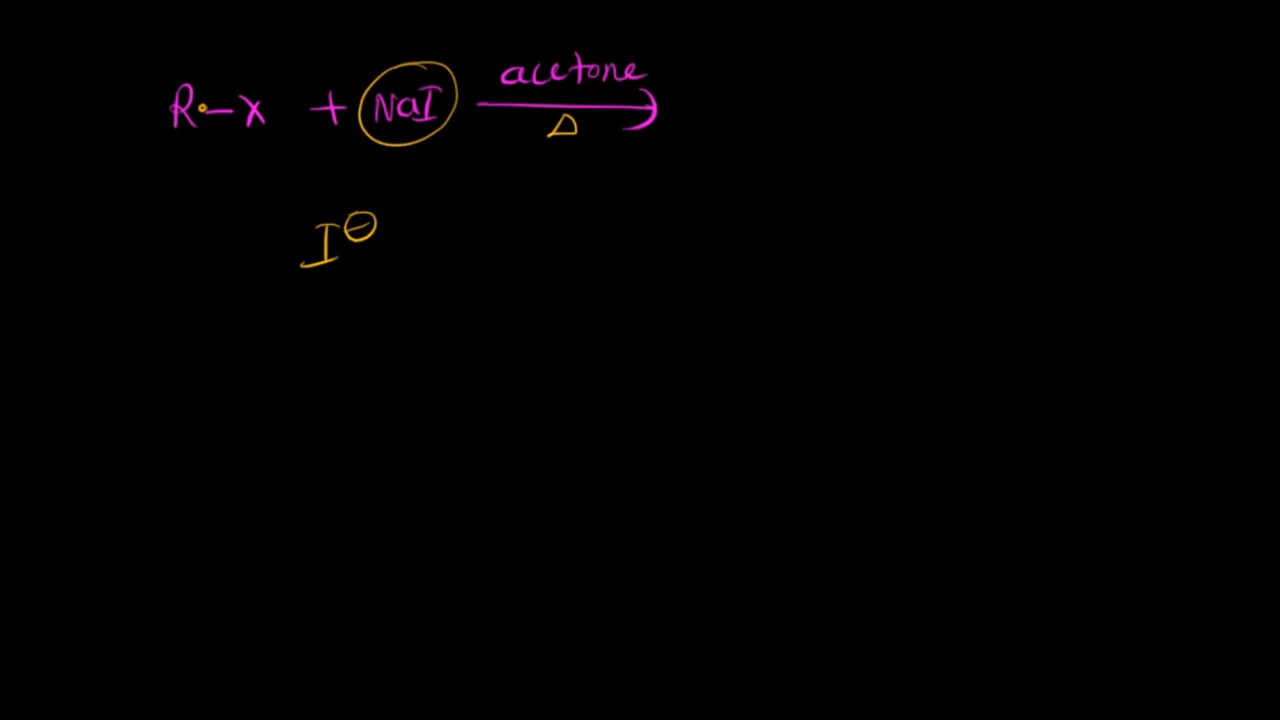 acetone
R-X + NaI ⟶
Δ
I⊖